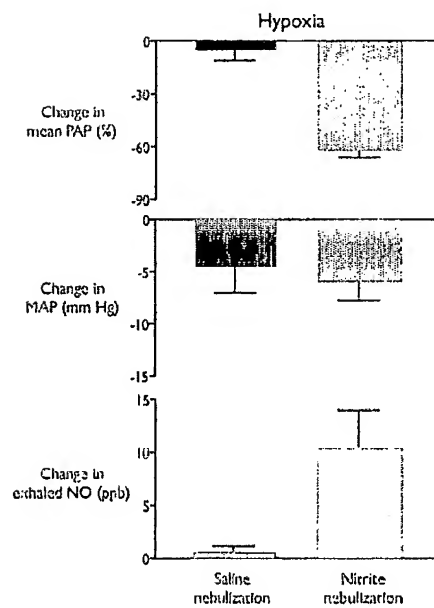 Hypoxia
0
-30
-60
-90
Change in
mean PAP (%)
0
-5
-10
-15
Change in
MAP (mm Hg)
15
10
5
0
Change in
exhaled NO (ppb)
Saline
nebulization
Nitrite
nebulization